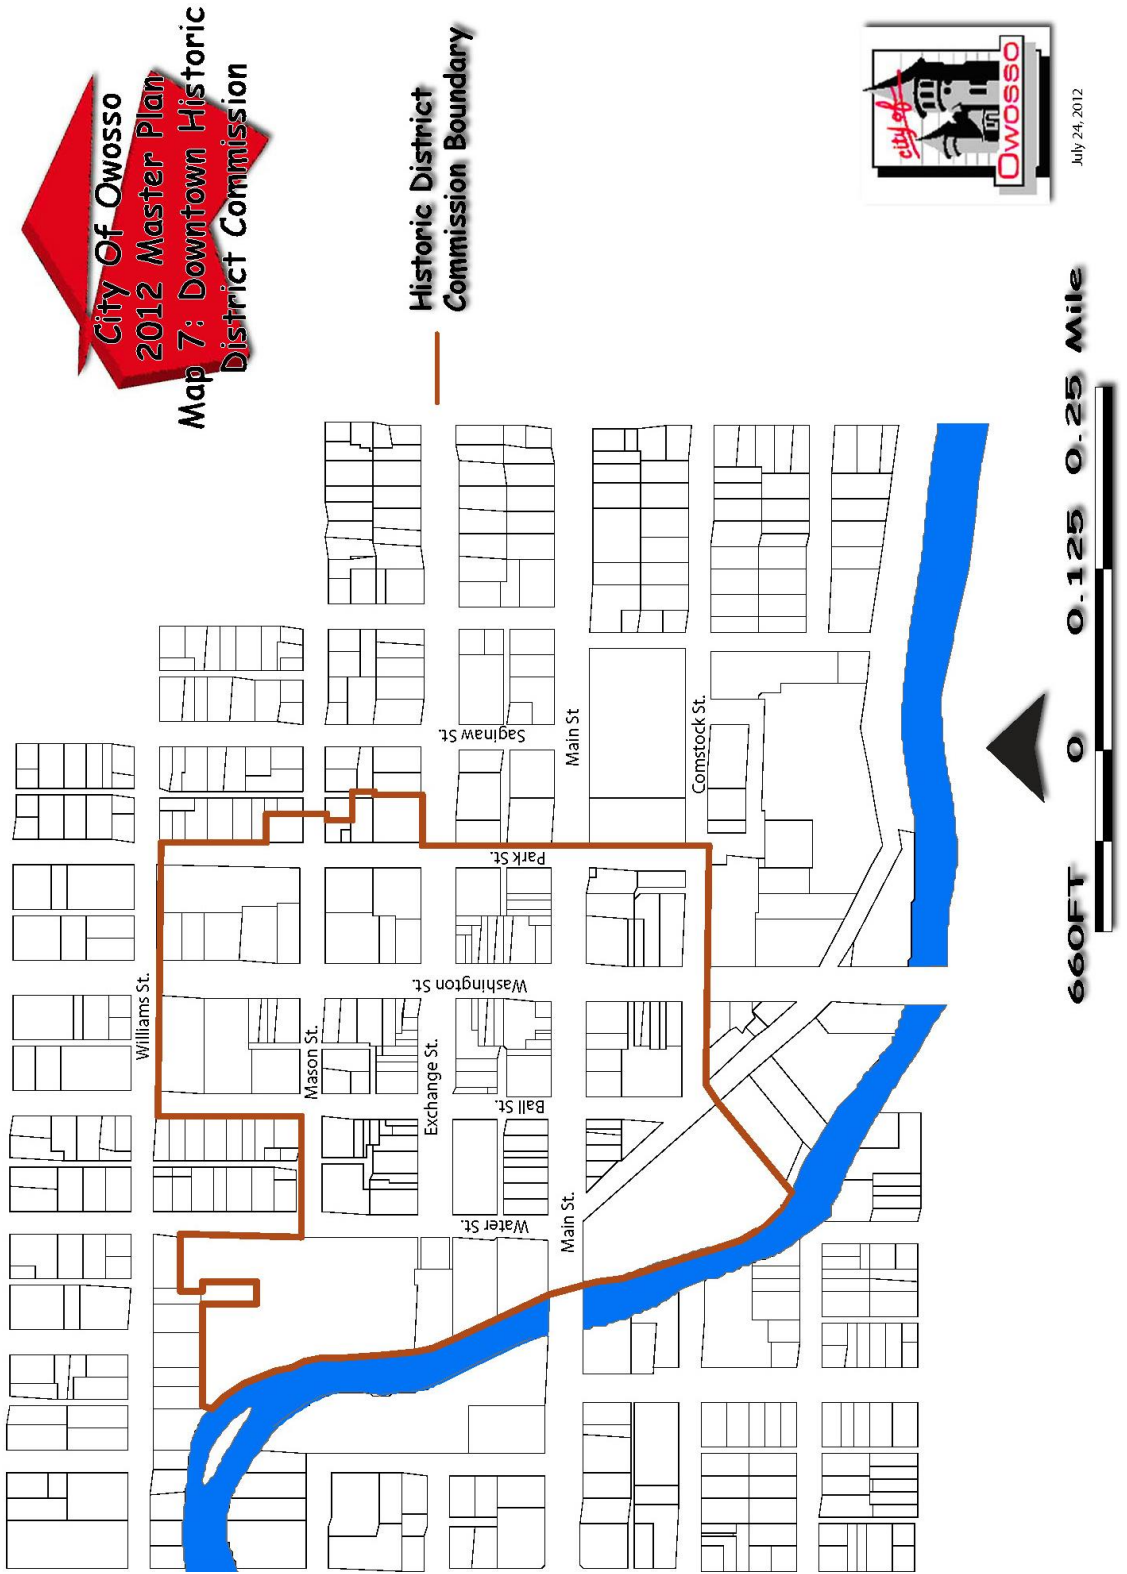 City Of Owosso
2012 Master Plan
Map 7: Downtown Historic
District Commission
Historic District
Commission Boundary
city of
Owosso
July 24, 2012
Williams St.
Mason St.
Exchange St.
Main St.
Main St
Comstock St.
Saginaw St.
Park St.
Washington St.
Ball St.
Water St.
660FT 0 0.125 0.25 Mile